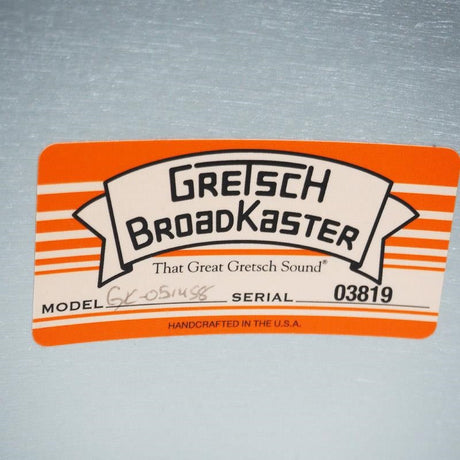 GRETSCH
BROADKASTER
That Great Gretsch Sound®
MODEL GK-0514S8 SERIAL 03819
HANDCRAFTED IN THE U.S.A.